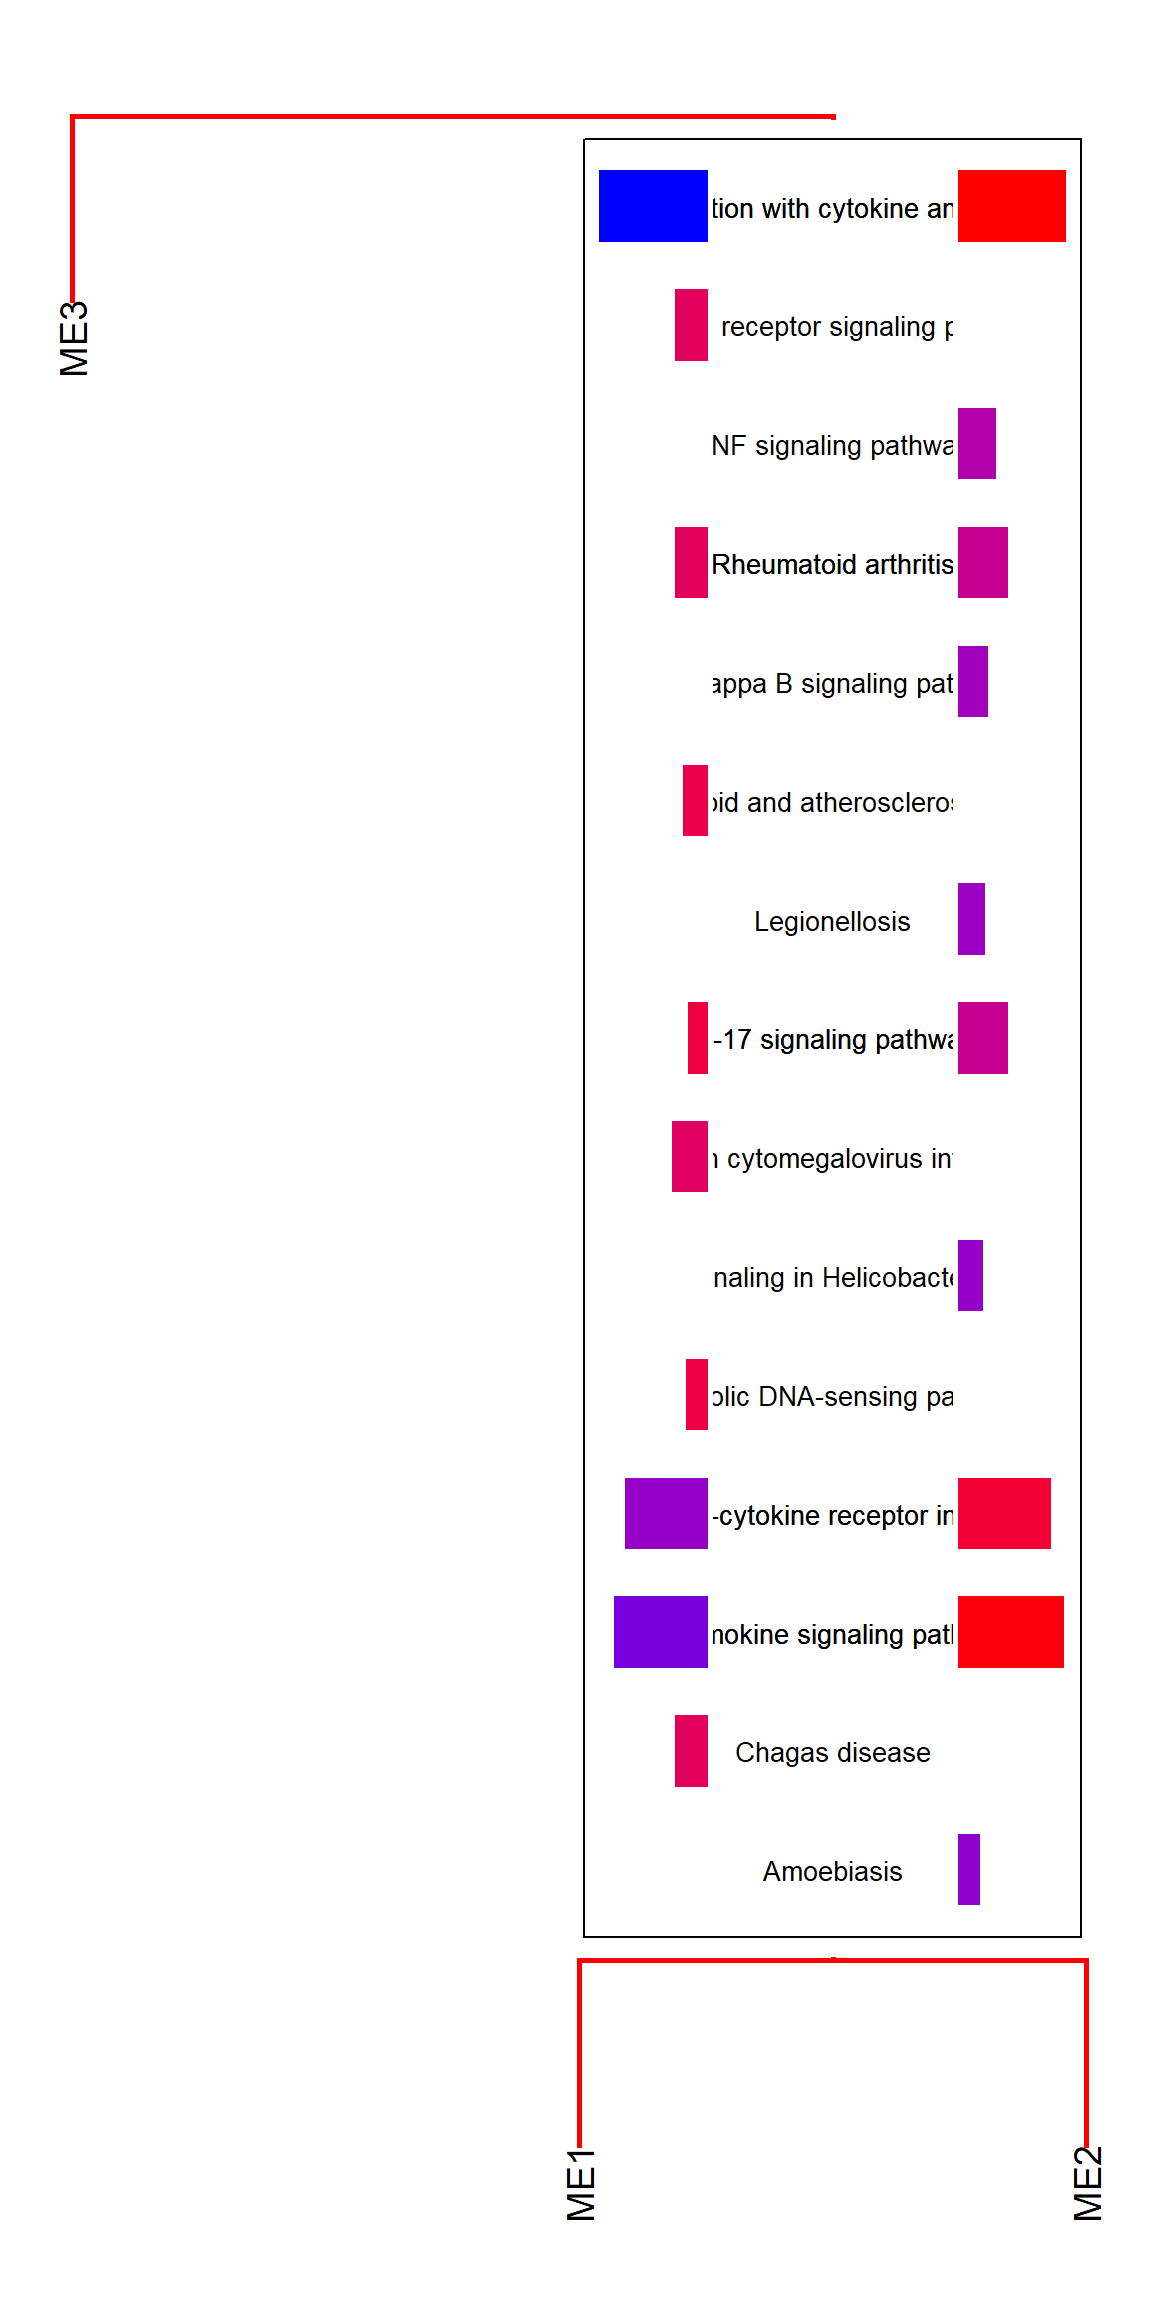 ME3
tion with cytokine an
receptor signaling p
NF signaling pathwa
Rheumatoid arthritis
appa B signaling pat
oid and atheroscleros
Legionellosis
-17 signaling pathwa
n cytomegalovirus inf
naling in Helicobacte
olic DNA-sensing pa
-cytokine receptor in
mokine signaling path
Chagas disease
Amoebiasis
ME1
ME2